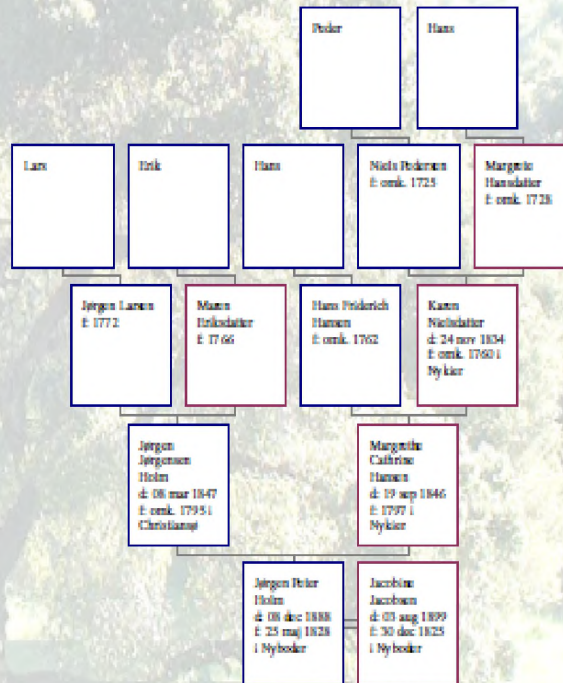 Peder
Hans
Lars
Erik
Hans
Niels Pedersen
f: omk. 1725
Margrete
Hansdatter
f: omk. 1728
Jørgen Larsen
f: 1772
Maren
Eriksdatter
f: 1766
Hans Friderich
Hansen
f: omk. 1762
Karen
Nielsdatter
d: 24 nov 1834
f: omk. 1760 i
Nykier
Jørgen
Jørgensen
Holm
d: 08 mar 1847
f: omk. 1795 i
Christiansø
Margrethe
Cathrine
Hansen
d: 19 sep 1846
f: 1797 i
Nykier
Jørgen Peter
Holm
d: 08 dec 1888
f: 25 maj 1828
i Nyboder
Jacobine
Jacobsen
d: 03 aug 1899
f: 30 dec 1825
i Nyboder